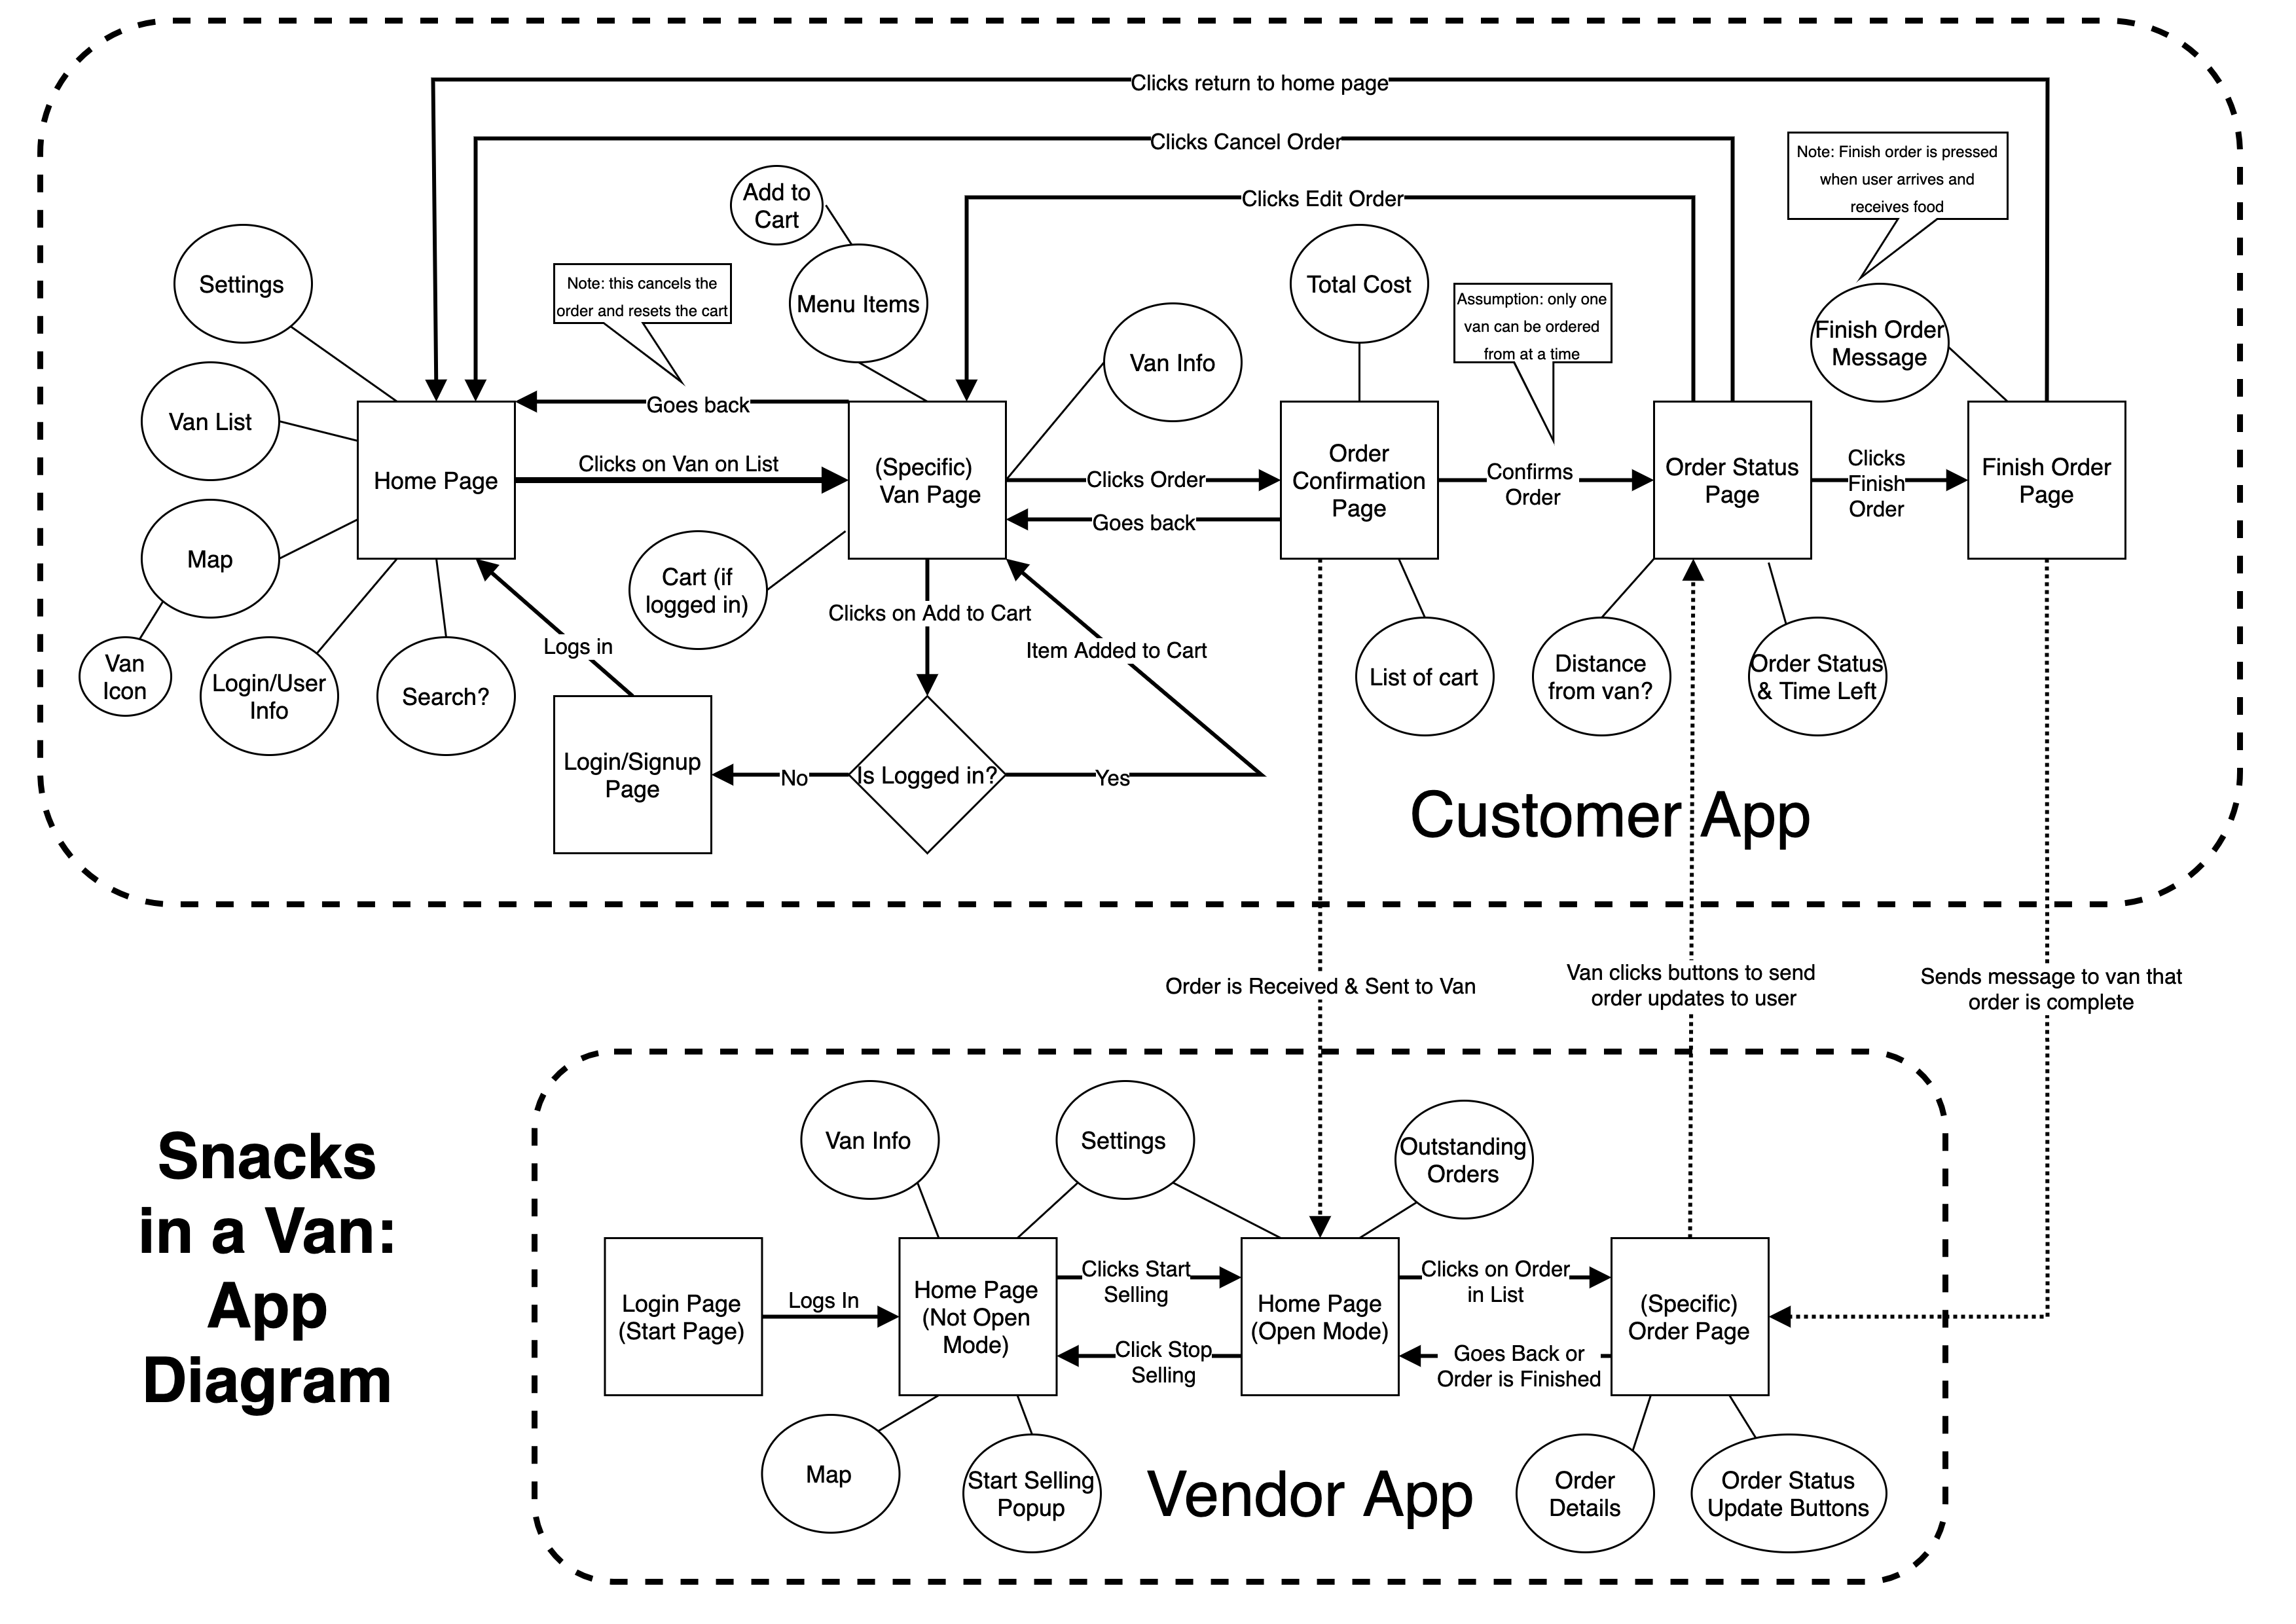 Clicks return to home page
Clicks Cancel Order
Clicks Edit Order
Note: Finish order is pressed
when user arrives and
receives food
Add to
Cart
Settings
Note: this cancels the
order and resets the cart
Menu Items
Van Info
Total Cost
Assumption: only one
van can be ordered
from at a time
Finish Order
Message
Van List
Goes back
Home Page
Clicks on Van on List
(Specific)
Van Page
Clicks Order
Goes back
Order
Confirmation
Page
Confirms
Order
Order Status
Page
Clicks
Finish
Order
Finish Order
Page
Map
Cart (if
logged in)
Clicks on Add to Cart
Item Added to Cart
Logs in
Van
Icon
Login/User
Info
Search?
List of cart
Distance
from van?
Order Status
& Time Left
Login/Signup
Page
No
Is Logged in?
Yes
Customer App
Order is Received & Sent to Van
Van clicks buttons to send
order updates to user
Sends message to van that
order is complete
Snacks
in a Van:
App
Diagram
Van Info
Settings
Outstanding
Orders
Login Page
(Start Page)
Logs In
Home Page
(Not Open
Mode)
Clicks Start
Selling
Click Stop
Selling
Home Page
(Open Mode)
Clicks on Order
in List
Goes Back or
Order is Finished
(Specific)
Order Page
Map
Start Selling
Popup
Vendor App
Order
Details
Order Status
Update Buttons